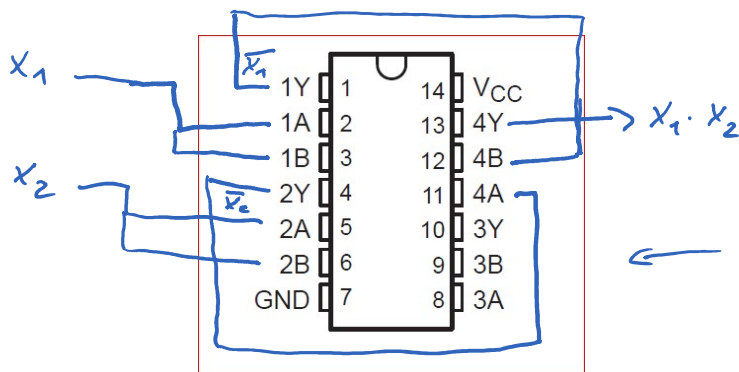 X₁
X₂
X̅₁
1Y 1 14 VCC
1A 2 13 4Y
X₁ · X₂
1B 3 12 4B
2Y 4 11 4A
2A 5 10 3Y
2B 6 9 3B
GND 7 8 3A